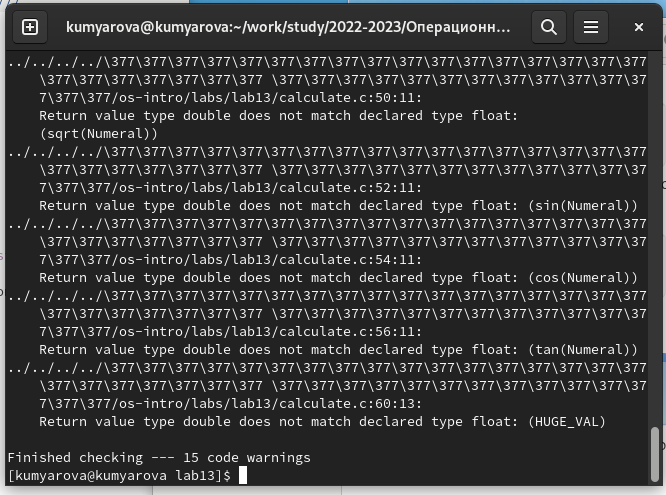 ../../../../\377\377\377\377\377\377\377\377\377\377\377\377\377\377\377\377\377
\377\377\377\377\377\377\377 \377\377\377\377\377\377\377\377\377\377\377\37
7\377\377/os-intro/labs/lab13/calculate.c:50:11:
Return value type double does not match declared type float:
(sqrt(Numeral))
../../../../\377\377\377\377\377\377\377\377\377\377\377\377\377\377\377\377\377
\377\377\377\377\377\377\377 \377\377\377\377\377\377\377\377\377\377\377\37
7\377\377/os-intro/labs/lab13/calculate.c:52:11:
Return value type double does not match declared type float: (sin(Numeral))
../../../../\377\377\377\377\377\377\377\377\377\377\377\377\377\377\377\377\377
\377\377\377\377\377\377\377 \377\377\377\377\377\377\377\377\377\377\377\37
7\377\377/os-intro/labs/lab13/calculate.c:54:11:
Return value type double does not match declared type float: (cos(Numeral))
../../../../\377\377\377\377\377\377\377\377\377\377\377\377\377\377\377\377\377
\377\377\377\377\377\377\377 \377\377\377\377\377\377\377\377\377\377\377\37
7\377\377/os-intro/labs/lab13/calculate.c:56:11:
Return value type double does not match declared type float: (tan(Numeral))
../../../../\377\377\377\377\377\377\377\377\377\377\377\377\377\377\377\377\377
\377\377\377\377\377\377\377 \377\377\377\377\377\377\377\377\377\377\377\37
7\377\377/os-intro/labs/lab13/calculate.c:60:13:
Return value type double does not match declared type float: (HUGE_VAL)
Finished checking --- 15 code warnings
[kumyarova@kumyarova lab13]$
kumyarova@kumyarova:~/work/study/2022-2023/Операционн...